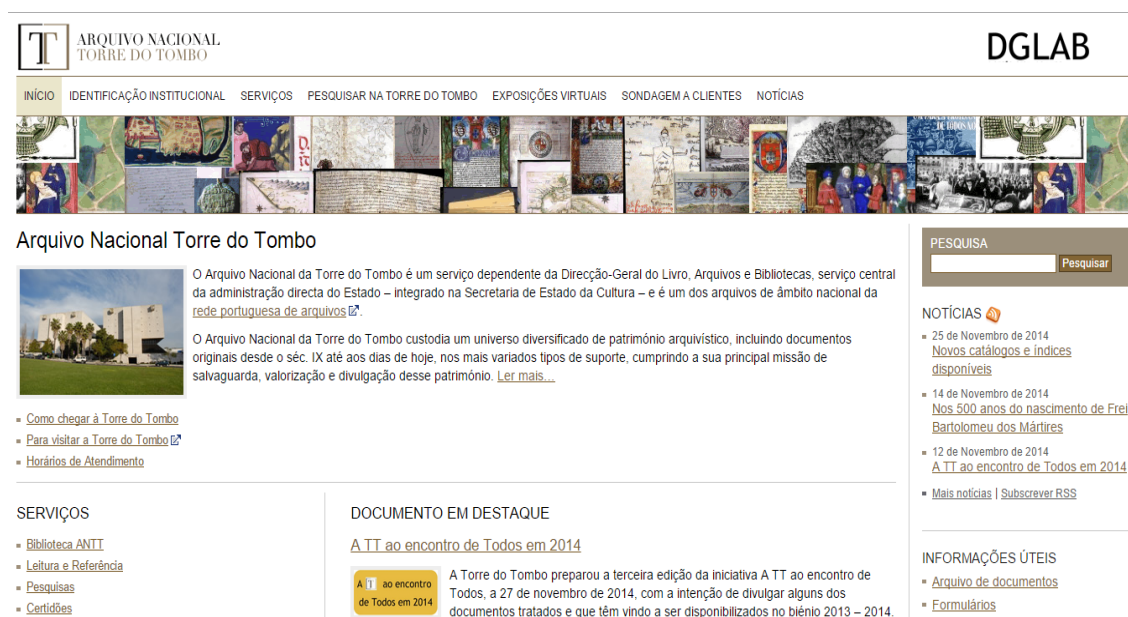 ARQUIVO NACIONAL
TORRE DO TOMBO
DGLAB
INÍCIO IDENTIFICAÇÃO INSTITUCIONAL SERVIÇOS PESQUISAR NA TORRE DO TOMBO EXPOSIÇÕES VIRTUAIS SONDAGEM A CLIENTES NOTÍCIAS
Arquivo Nacional Torre do Tombo
O Arquivo Nacional da Torre do Tombo é um serviço dependente da Direcção-Geral do Livro, Arquivos e Bibliotecas, serviço central
da administração directa do Estado – integrado na Secretaria de Estado da Cultura – e é um dos arquivos de âmbito nacional da
rede portuguesa de arquivos.
O Arquivo Nacional da Torre do Tombo custodia um universo diversificado de património arquivístico, incluindo documentos
originais desde o séc. IX até aos dias de hoje, nos mais variados tipos de suporte, cumprindo a sua principal missão de
salvaguarda, valorização e divulgação desse património. Ler mais...
Como chegar à Torre do Tombo
Para visitar a Torre do Tombo
Horários de Atendimento
SERVIÇOS
Biblioteca ANTT
Leitura e Referência
Pesquisas
Certidões
DOCUMENTO EM DESTAQUE
A TT ao encontro de Todos em 2014
A T ao encontro
de Todos em 2014
A Torre do Tombo preparou a terceira edição da iniciativa A TT ao encontro de
Todos, a 27 de novembro de 2014, com a intenção de divulgar alguns dos
documentos tratados e que têm vindo a ser disponibilizados no biénio 2013 – 2014.
PESQUISA
Pesquisar
NOTÍCIAS
25 de Novembro de 2014
Novos catálogos e índices
disponíveis
14 de Novembro de 2014
Nos 500 anos do nascimento de Frei
Bartolomeu dos Mártires
12 de Novembro de 2014
A TT ao encontro de Todos em 2014
Mais notícias | Subscrever RSS
INFORMAÇÕES ÚTEIS
Arquivo de documentos
Formulários